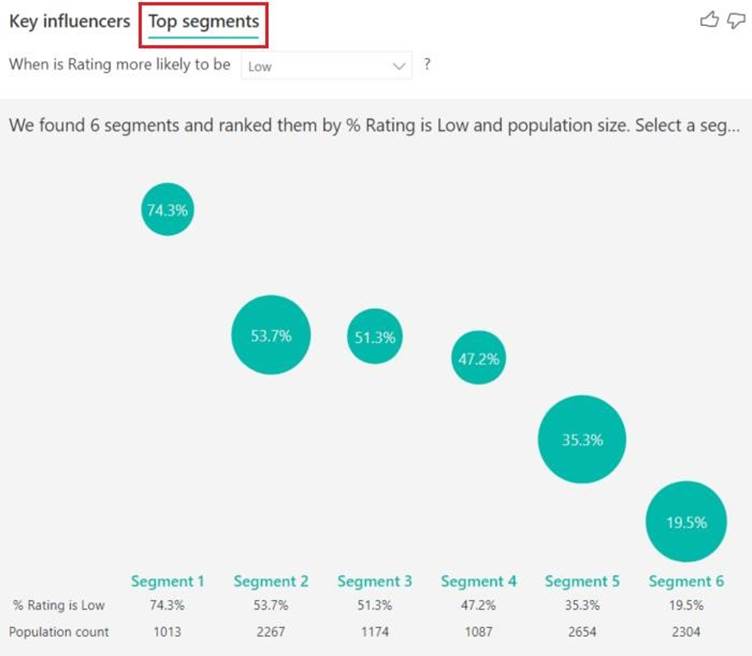 Key influencers Top segments
When is Rating more likely to be Low ?
We found 6 segments and ranked them by % Rating is Low and population size. Select a seg...
74.3%
53.7%
51.3%
47.2%
35.3%
19.5%
Segment 1 Segment 2 Segment 3 Segment 4 Segment 5 Segment 6
% Rating is Low 74.3% 53.7% 51.3% 47.2% 35.3% 19.5%
Population count 1013 2267 1174 1087 2654 2304